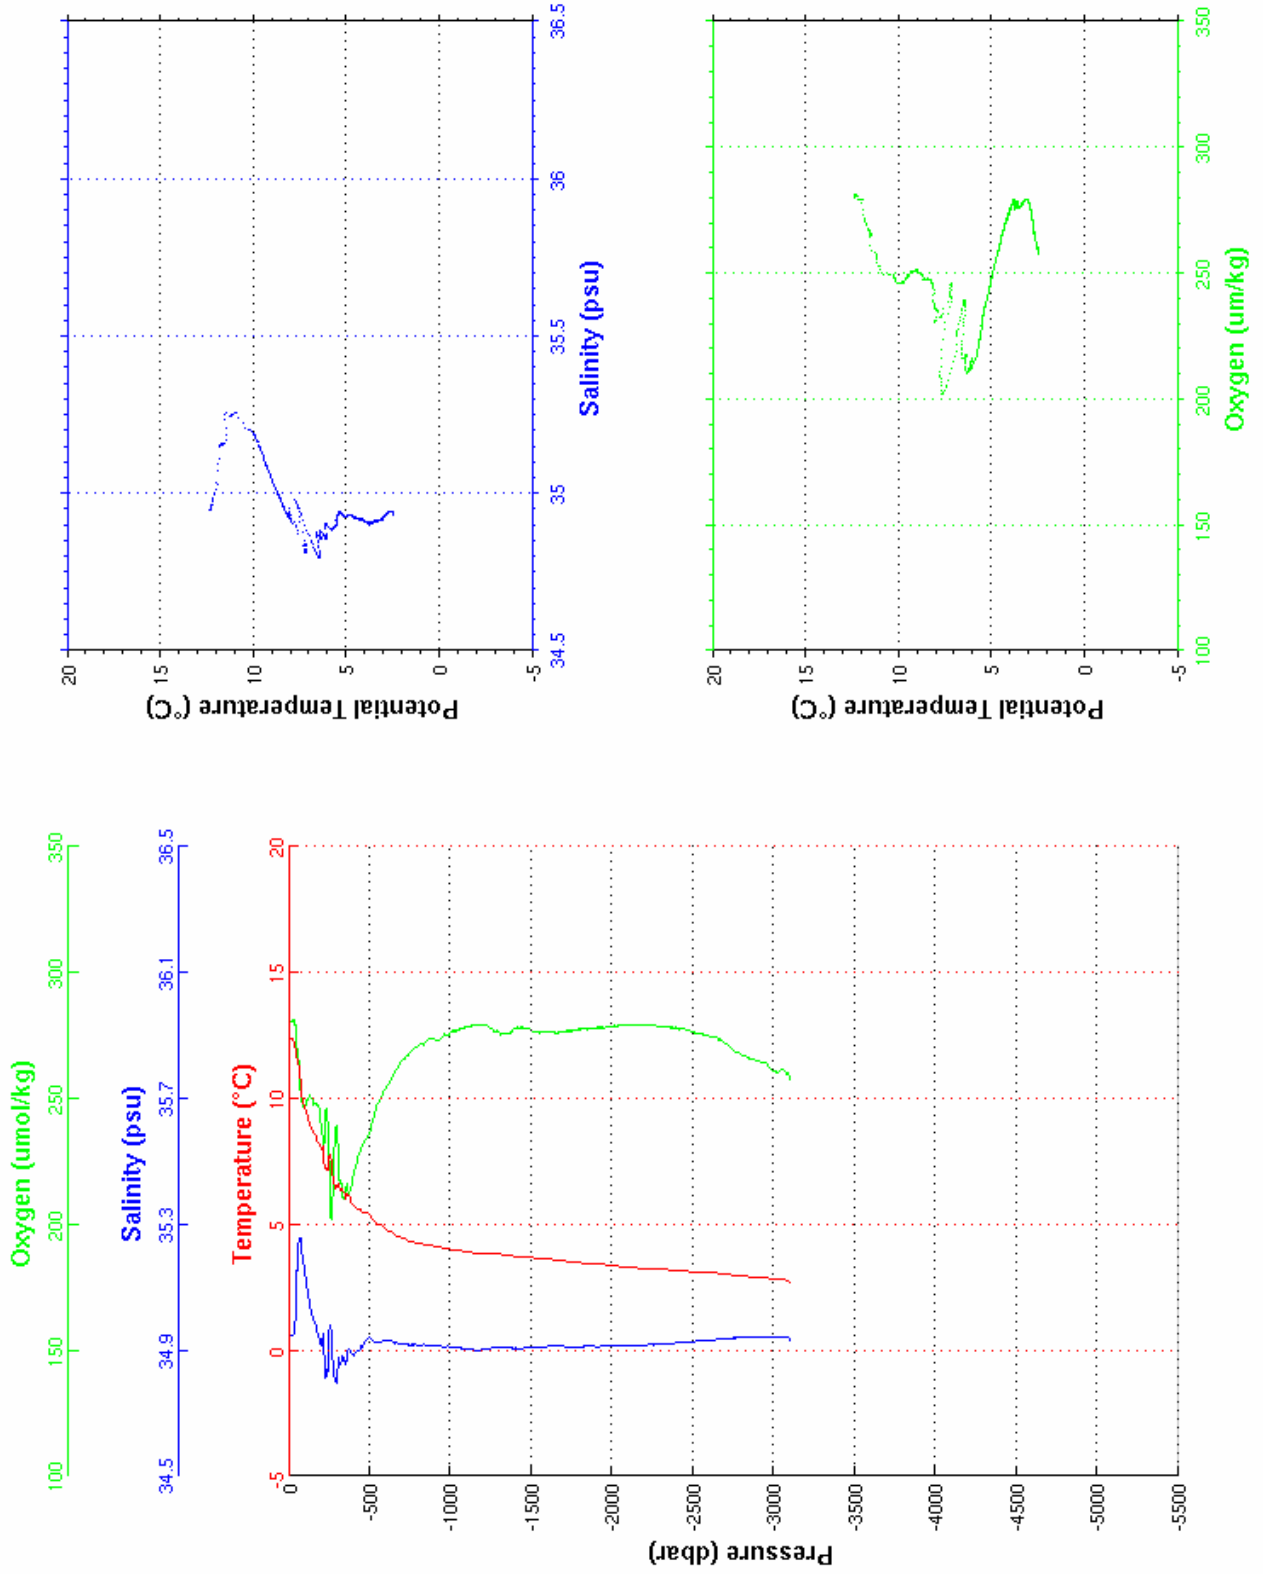 Oxygen (umol/kg)
100 150 200 250 300 350
Salinity (psu)
34.5 34.9 35.3 35.7 36.1 36.5
Temperature (°C)
-5 0 5 10 15 20
0
-500
-1000
-1500
-2000
-2500
-3000
-3500
-4000
-4500
-5000
-5500
Pressure (dbar)
20
15
10
5
0
-5
Potential Temperature (°C)
34.5 35 35.5 36 36.5
Salinity (psu)
20
15
10
5
0
-5
Potential Temperature (°C)
100 150 200 250 300 350
Oxygen (um/kg)